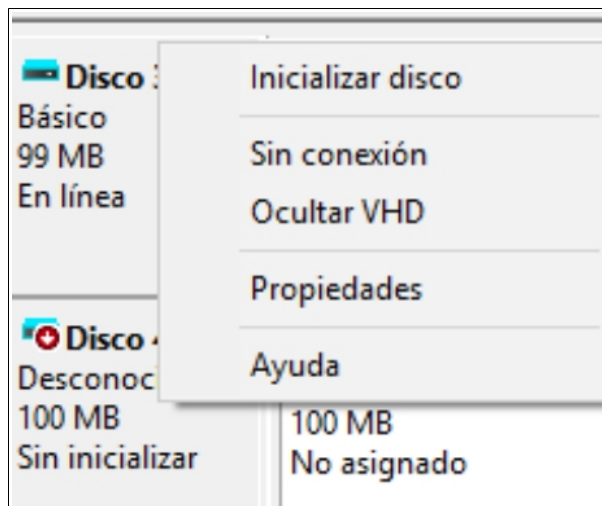 Disco
Básico
99 MB
En línea
Inicializar disco
Sin conexión
Ocultar VHD
Propiedades
Ayuda
Disco
100 MB
Sin inicializar
100 MB
No asignado